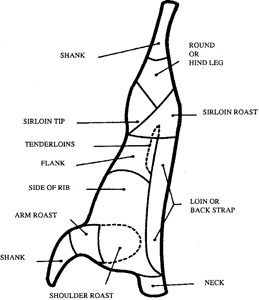 SHANK
ROUND
OR
HIND LEG
SIRLOIN TIP
SIRLOIN ROAST
TENDERLOINS
FLANK
SIDE OF RIB
LOIN OR
BACK STRAP
ARM ROAST
SHANK
NECK
SHOULDER ROAST